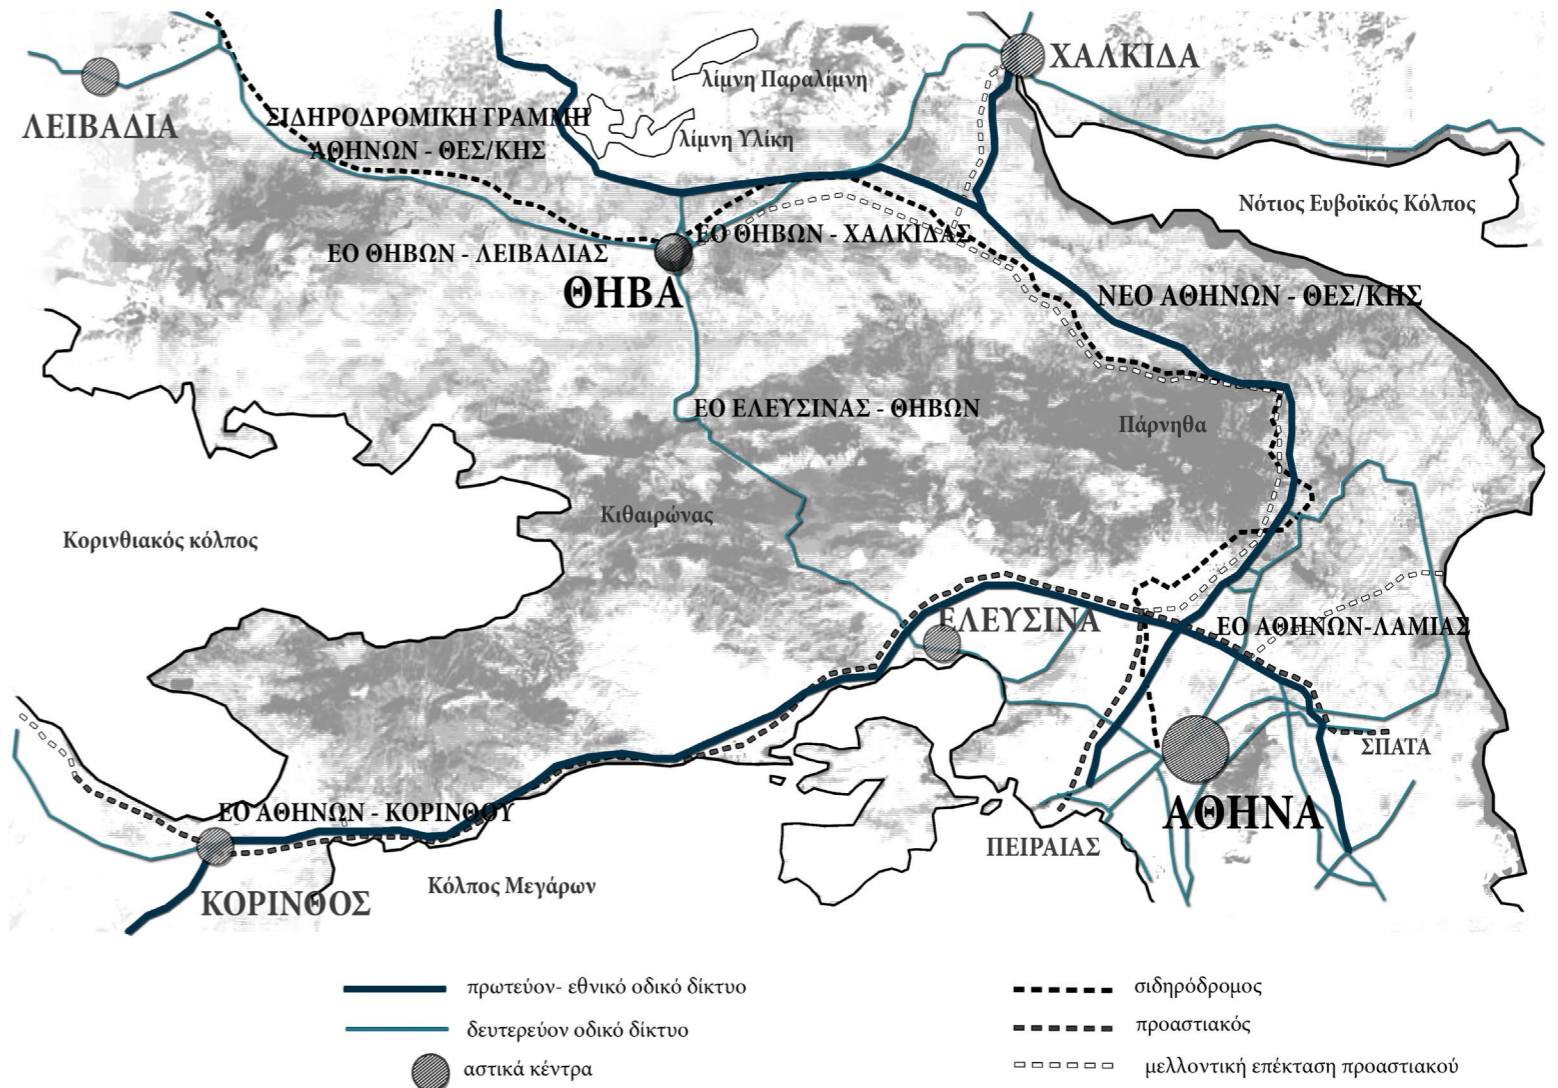 ΧΑΛΚΙΔΑ
λίμνη Παραλίμνη
ΛΕΙΒΑΔΙΑ
ΣΙΔΗΡΟΔΡΟΜΙΚΗ ΓΡΑΜΜΗ
ΑΘΗΝΩΝ - ΘΕΣ/ΚΗΣ
λίμνη Υλίκη
Νότιος Ευβοϊκός Κόλπος
ΕΟ ΘΗΒΩΝ - ΛΕΙΒΑΔΙΑΣ
ΕΟ ΘΗΒΩΝ - ΧΑΛΚΙΔΑΣ
ΘΗΒΑ
ΝΕΟ ΑΘΗΝΩΝ - ΘΕΣ/ΚΗΣ
ΕΟ ΕΛΕΥΣΙΝΑΣ - ΘΗΒΩΝ
Πάρνηθα
Κιθαιρώνας
Κορινθιακός κόλπος
ΕΛΕΥΣΙΝΑ
ΕΟ ΑΘΗΝΩΝ-ΛΑΜΙΑΣ
ΣΠΑΤΑ
ΕΟ ΑΘΗΝΩΝ - ΚΟΡΙΝΘΟΥ
ΑΘΗΝΑ
ΠΕΙΡΑΙΑΣ
Κόλπος Μεγάρων
ΚΟΡΙΝΘΟΣ
πρωτεύον- εθνικό οδικό δίκτυο
δευτερεύον οδικό δίκτυο
αστικά κέντρα
σιδηρόδρομος
προαστιακός
μελλοντική επέκταση προαστιακού